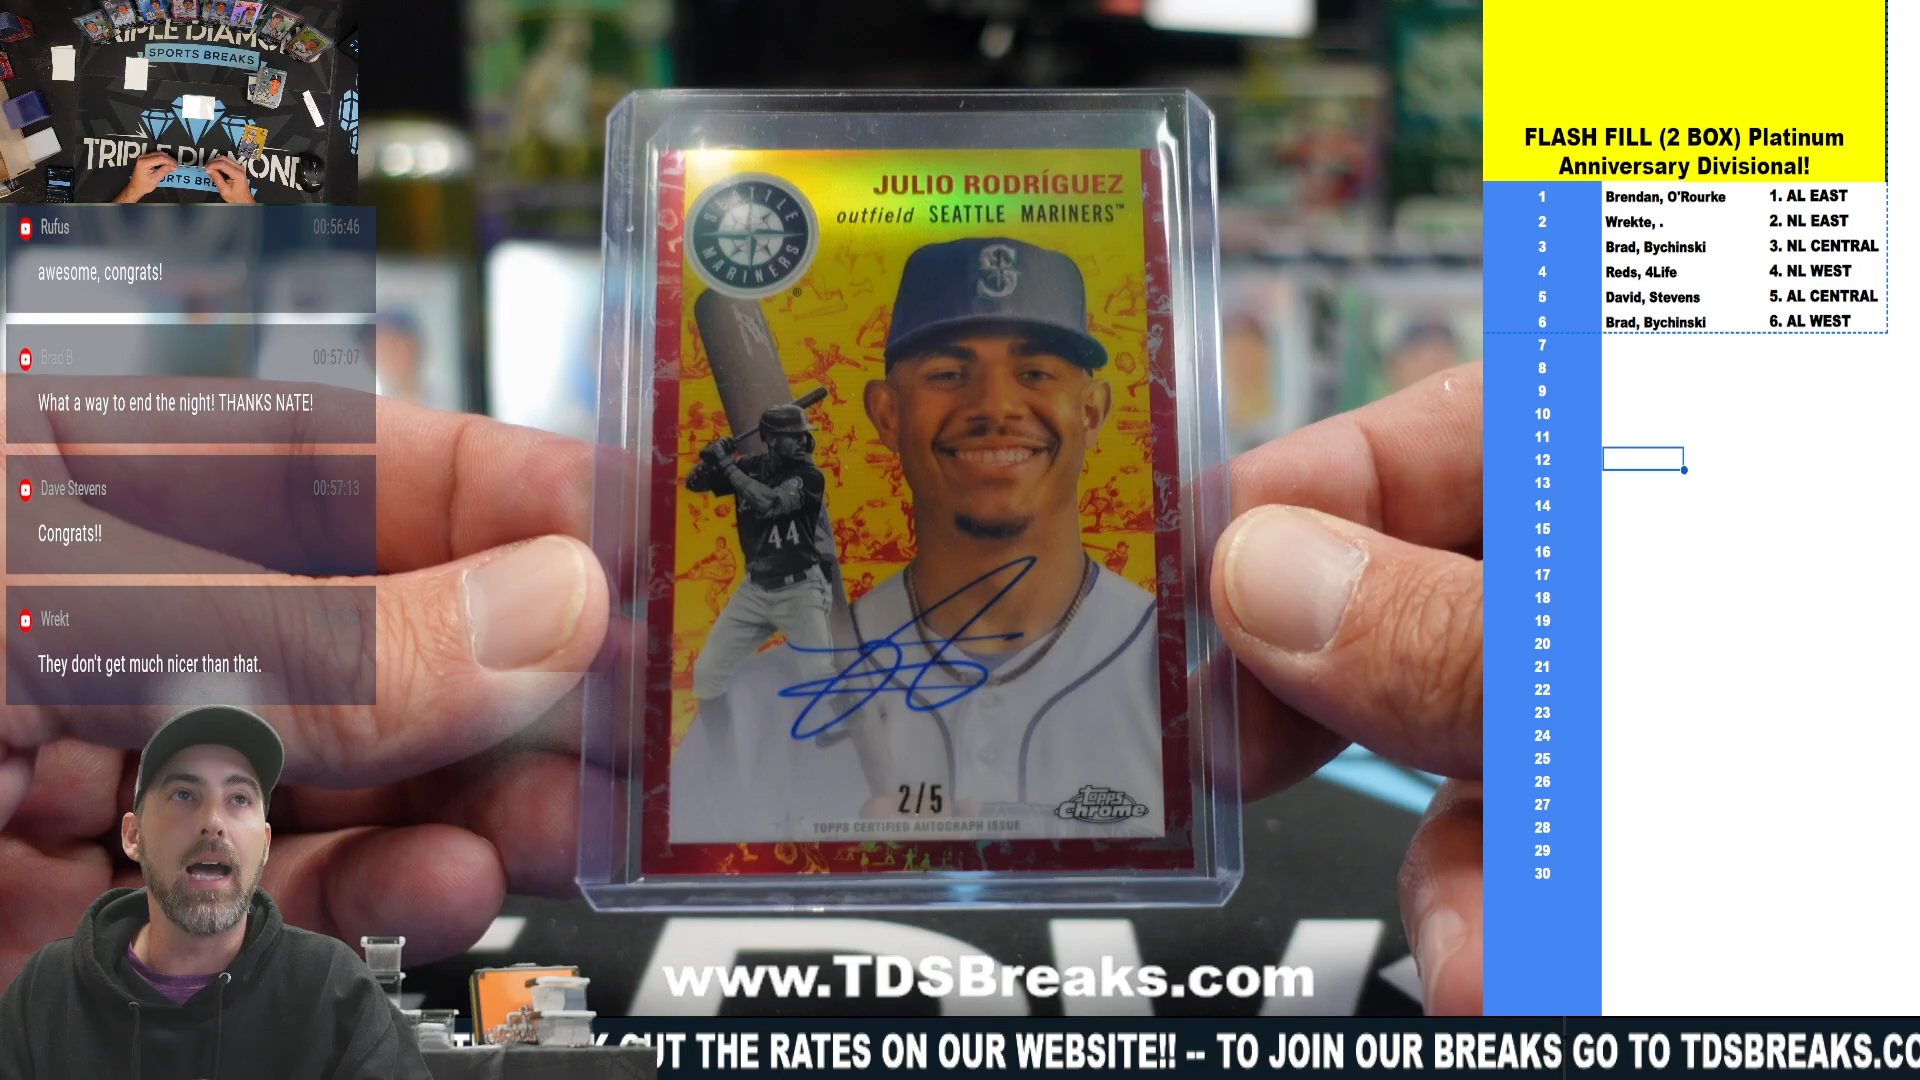 TRIPLE DIAMOND
SPORTS BREAKS
Rufus 00:56:46
awesome, congrats!
Brad B 00:57:07
What a way to end the night! THANKS NATE!
Dave Stevens 00:57:13
Congrats!!
Wrekt
They don't get much nicer than that.
JULIO RODRÍGUEZ
outfield SEATTLE MARINERS™
SEATTLE
MARINERS
®
S
44
2/5
TOPPS CERTIFIED AUTOGRAPH ISSUE
Topps
Chrome
www.TDSBreaks.com
UT THE RATES ON OUR WEBSITE!! -- TO JOIN OUR BREAKS GO TO TDSBREAKS.CO
FLASH FILL (2 BOX) Platinum
Anniversary Divisional!
1 Brendan, O'Rourke 1. AL EAST
2 Wrekte, . 2. NL EAST
3 Brad, Bychinski 3. NL CENTRAL
4 Reds, 4Life 4. NL WEST
5 David, Stevens 5. AL CENTRAL
6 Brad, Bychinski 6. AL WEST
7
8
9
10
11
12
13
14
15
16
17
18
19
20
21
22
23
24
25
26
27
28
29
30